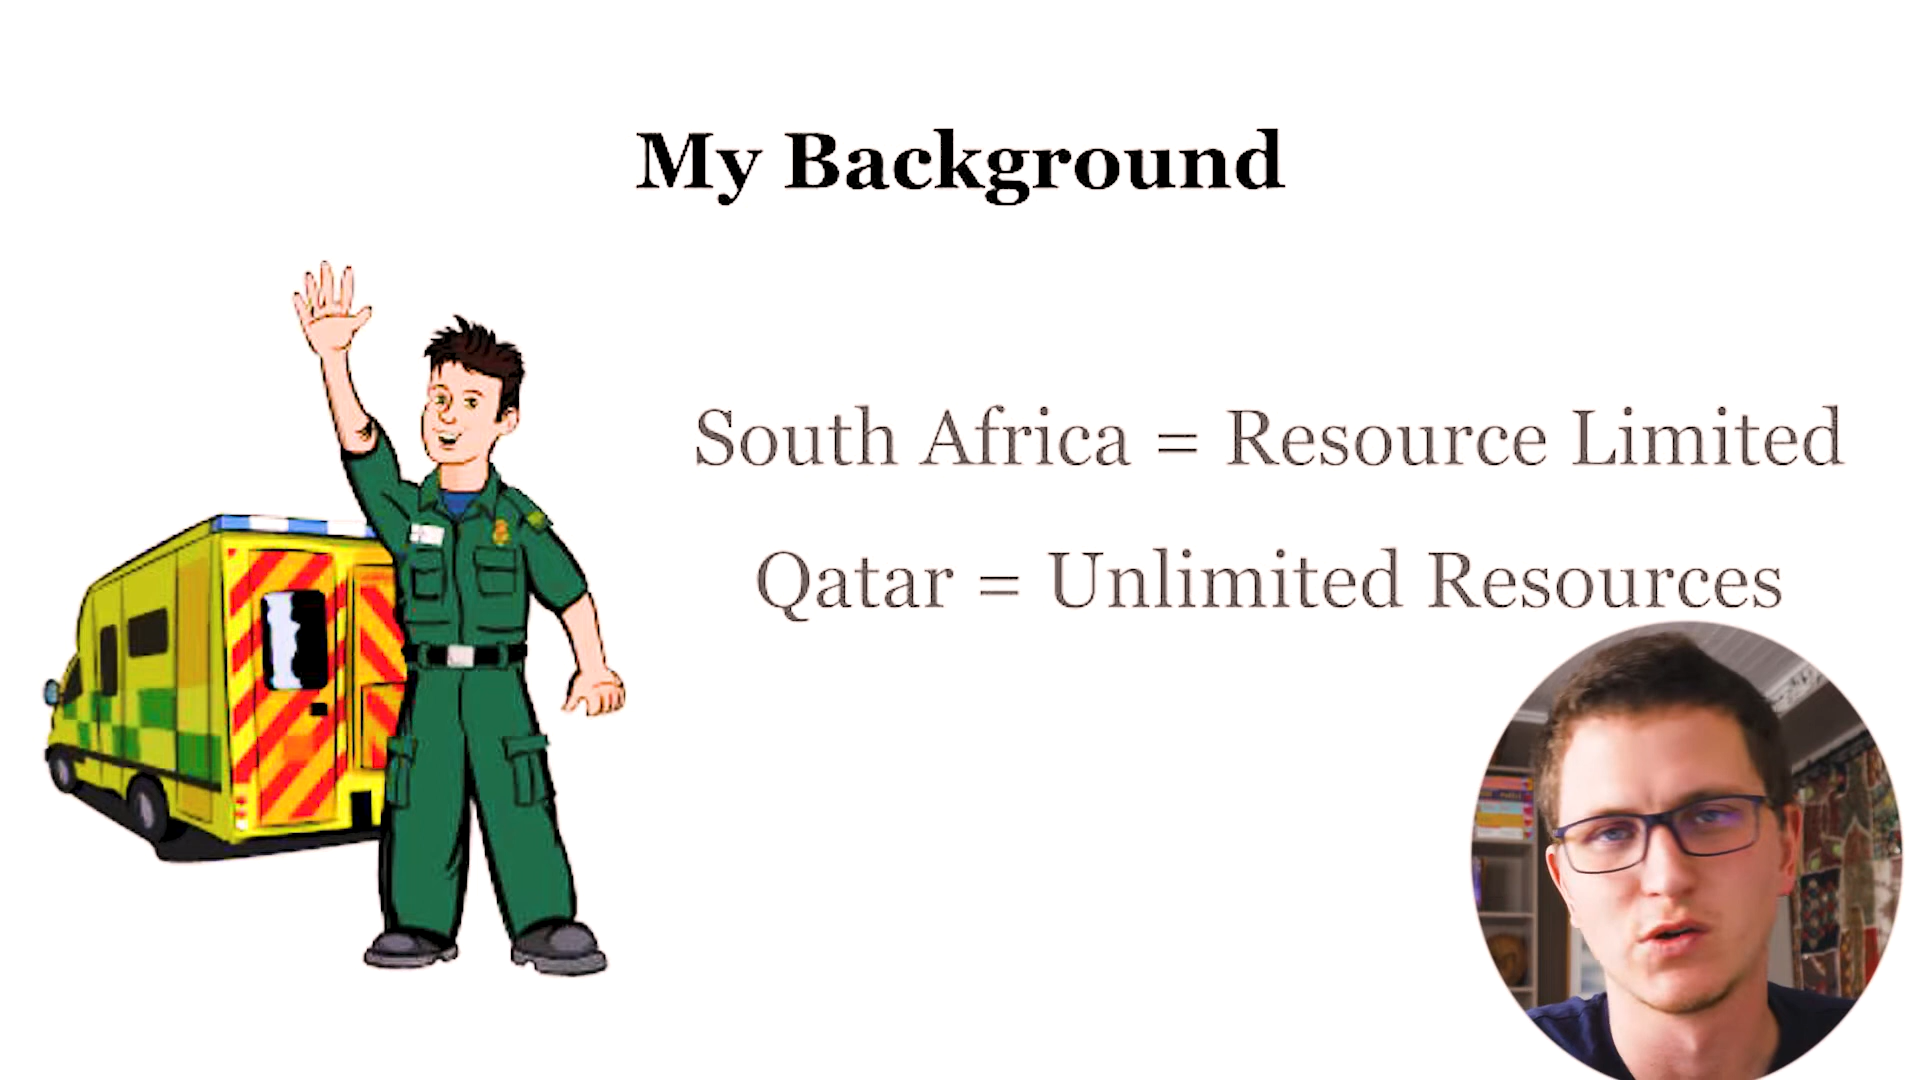 My Background
South Africa = Resource Limited
Qatar = Unlimited Resources